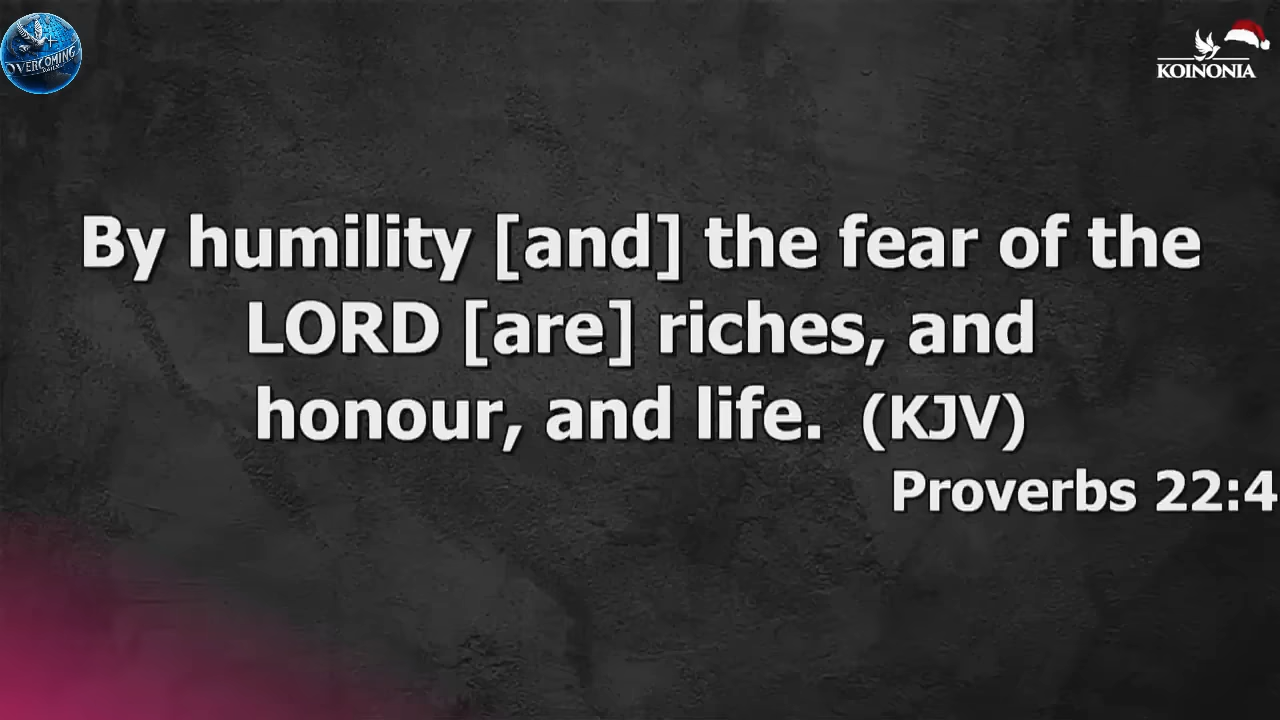 OVERCOMING
KOINONIA
By humility [and] the fear of the
LORD [are] riches, and
honour, and life. (KJV)
Proverbs 22:4